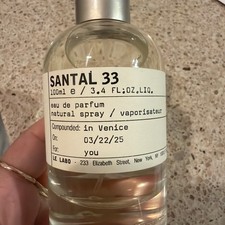 SANTAL 33
100ml e / 3.4 FL.OZ.LIQ.
eau de parfum
natural spray / vaporisateur
Compounded: in Venice
On: 03/22/25
For: you
LE LABO - 233 Elizabeth Street, New York, NY